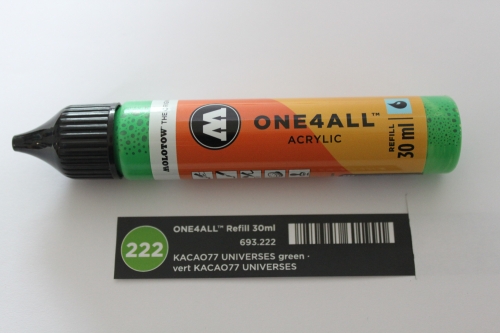 MOLOTOW
M
ONE4ALL™
ACRYLIC
REFILL
30 ml
222
ONE4ALL™ Refill 30ml
693.222
KACAO77 UNIVERSES green -
vert KACAO77 UNIVERSES